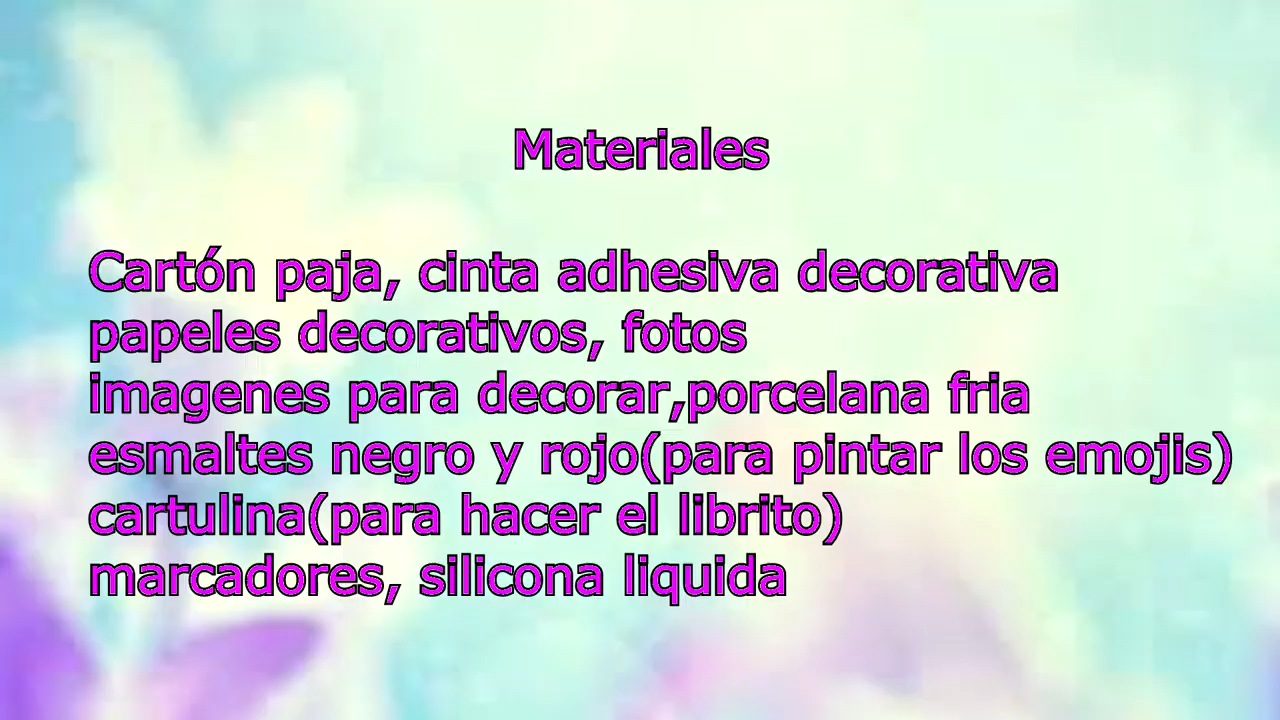 Materiales
Cartón paja, cinta adhesiva decorativa
papeles decorativos, fotos
imagenes para decorar,porcelana fria
esmaltes negro y rojo(para pintar los emojis)
cartulina(para hacer el librito)
marcadores, silicona liquida